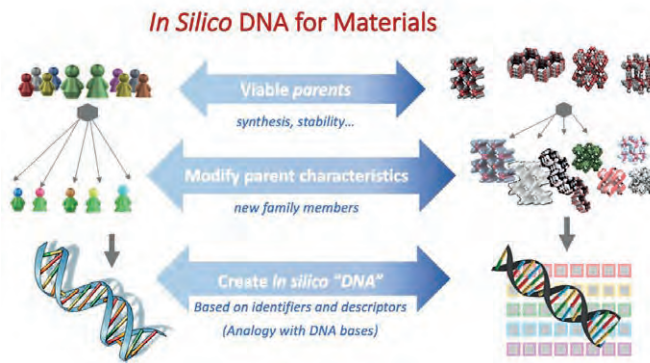 In Silico DNA for Materials
Viable parents
synthesis, stability...
Modify parent characteristics
new family members
Create in silico "DNA"
Based on identifiers and descriptors
(Analogy with DNA bases)